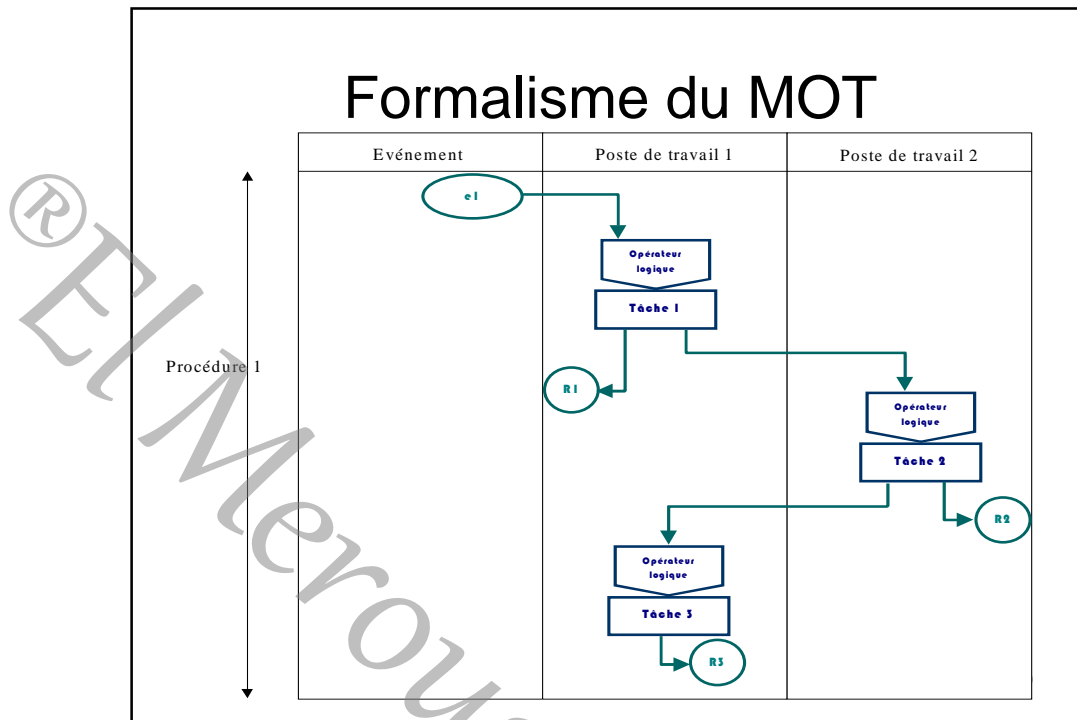 Formalisme du MOT
Evénement
Poste de travail 1
Poste de travail 2
e1
Opérateur
logique
Tâche 1
Procédure 1
R1
Opérateur
logique
Tâche 2
R2
Opérateur
logique
Tâche 3
R3
®El Merou